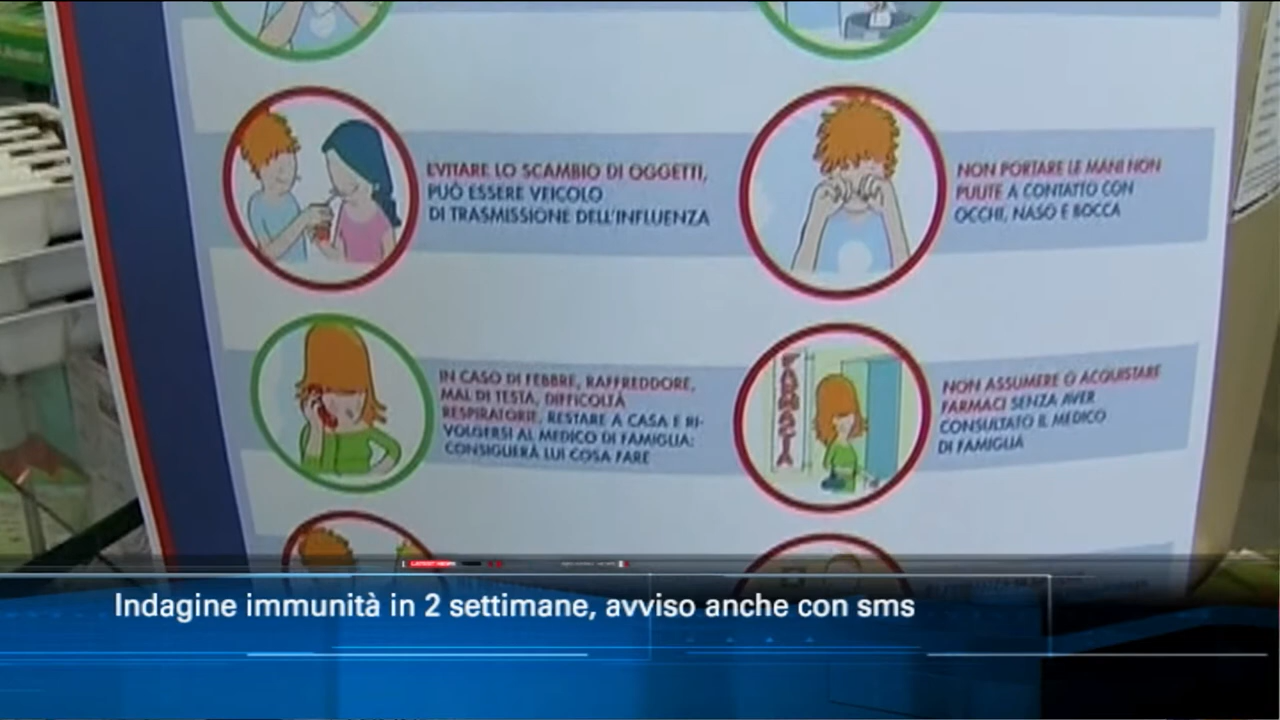 EVITARE LO SCAMBIO DI OGGETTI,
PUÒ ESSERE VEICOLO
DI TRASMISSIONE DELL'INFLUENZA
NON PORTARE LE MANI NON
PULITE A CONTATTO CON
OCCHI, NASO E BOCCA
IN CASO DI FEBBRE, RAFFREDDORE,
MAL DI TESTA, DIFFICOLTÀ
RESPIRATORIE, RESTARE A CASA E RI-
VOLGERSI AL MEDICO DI FAMIGLIA:
CONSIGLIERÀ LUI COSA FARE
FARMACIA
NON ASSUMERE O ACQUISTARE
FARMACI SENZA AVER
CONSULTATO IL MEDICO
DI FAMIGLIA
LATEST NEWS
Indagine immunità in 2 settimane, avviso anche con sms